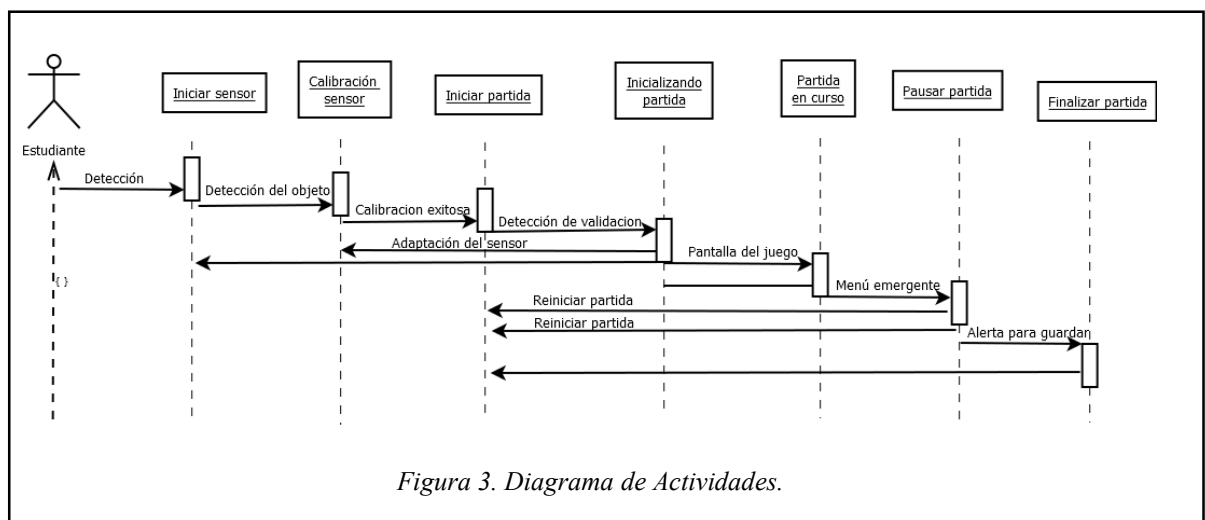 Iniciar sensor
Calibración
sensor
Iniciar partida
Inicializando
partida
Partida
en curso
Pausar partida
Finalizar partida
Estudiante
Detección
Detección del objeto
Calibracion exitosa
Detección de validacion
Adaptación del sensor
Pantalla del juego
{ }
Menú emergente
Reiniciar partida
Reiniciar partida
Alerta para guardar
Figura 3. Diagrama de Actividades.